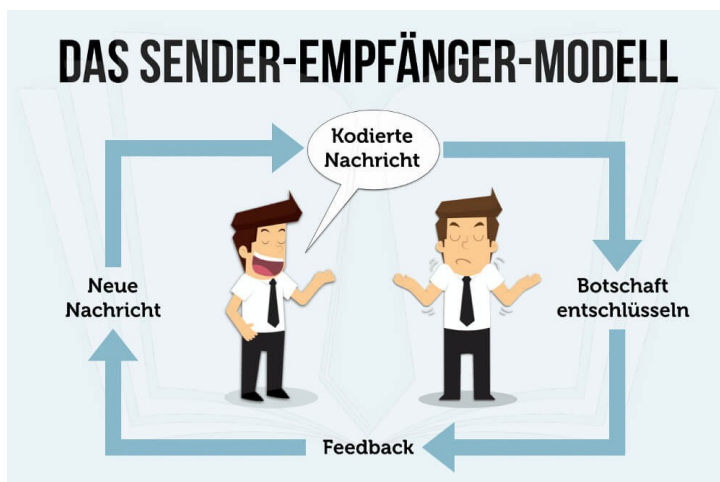 DAS SENDER-EMPFÄNGER-MODELL
Kodierte
Nachricht
Botschaft
entschlüsseln
Feedback
Neue
Nachricht